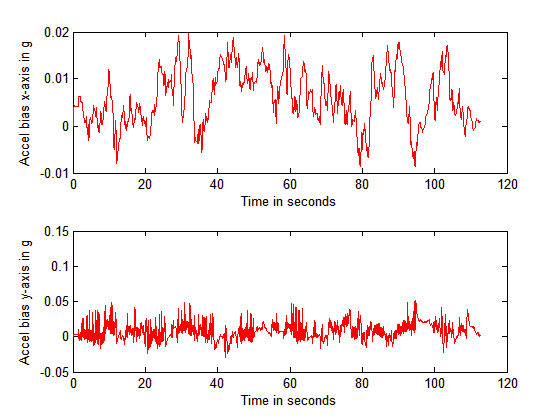 0.02
0.01
0
-0.01
Accel bias x-axis in g
0 20 40 60 80 100 120
Time in seconds
0.15
0.1
0.05
0
-0.05
Accel bias y-axis in g
0 20 40 60 80 100 120
Time in seconds